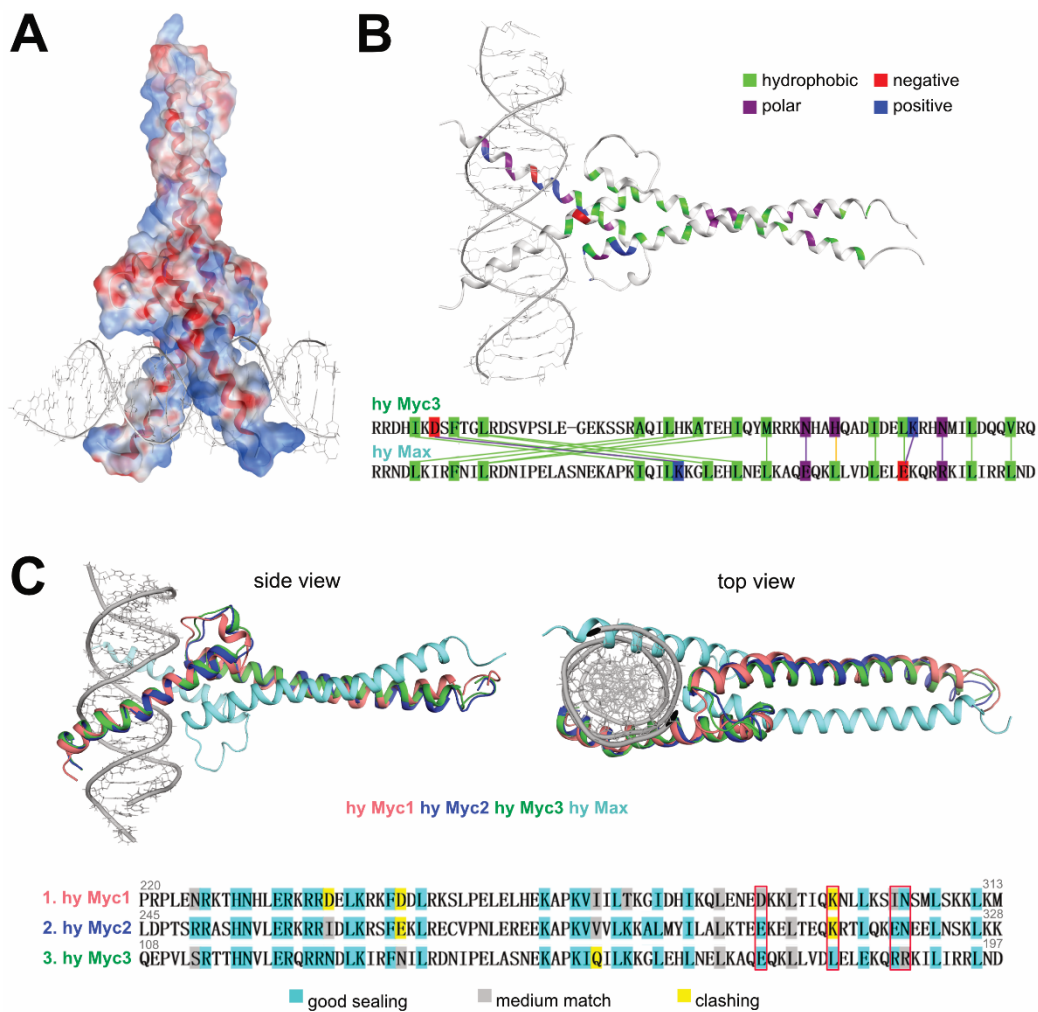 A
B
hydrophobic
negative
polar
positive
hy Myc3
RRDHIKDSFTGLRDSVPSLE-GEKSSRAQILHKATEHIQYMRRKNHAHQADIDELKRHNMILDQQVRQ
hy Max
RRNDLKIRFNILRDNIPELASNEKAPKIQILKKGLEHLNELKAQEQKLLVDLELEKQRRKILIRRLND
C
side view
top view
hy Myc1 hy Myc2 hy Myc3 hy Max
220 313
1. hy Myc1 PRPLENRKTHNHLERKRRDELKRKFDDLRKSLPELELHEKAPKVIILTKGIDHIKQLENEDKKLTIQKNLLKSINSMLSKKLKM
245 328
2. hy Myc2 LDPTSRRASHNVLERKRRIDLKRSFEKLRECVPNLEREEKAPKVVVLKKALMYILALKTEEKELTEQKRTLQKENEELNSKLKK
108 197
3. hy Myc3 QEPVLSRTTHNVLERQRRNDLKIRFNILRDNIPELASNEKAPKIQILKKGLEHLNELKAQEQKLLVDLELEKQRRKILIRRLND
good sealing
medium match
clashing